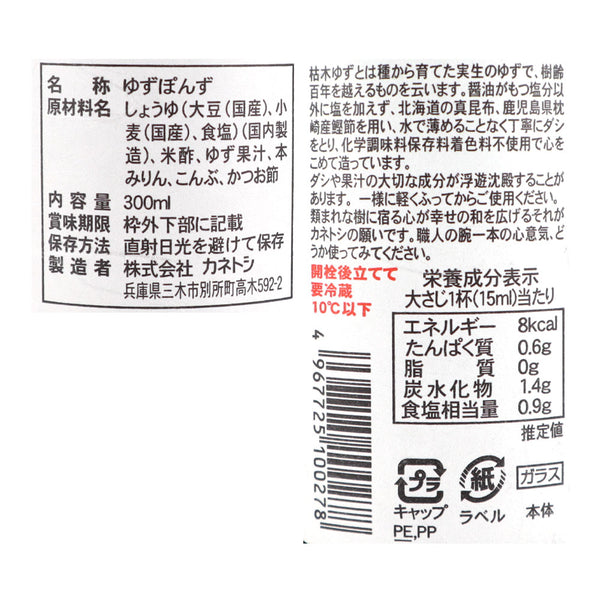 名称 ゆずぽんず
原材料名 しょうゆ(大豆(国産)、小
麦(国産)、食塩)(国内製
造)、米酢、ゆず果汁、本
みりん、こんぶ、かつお節
内容量 300ml
賞味期限 枠外下部に記載
保存方法 直射日光を避けて保存
製造者 株式会社 カネトシ
兵庫県三木市別所町高木592-2
枯木ゆずとは種から育てた実生のゆずで、樹齢
百年を越えるものを云います。醤油がもつ塩分以
外に塩を加えず、北海道の真昆布、鹿児島県枕
崎産鰹節を用い、水で薄めることなく丁寧にダシ
をとり、化学調味料保存料着色料不使用で心を
こめて造っています。
ダシや果汁の大切な成分が浮遊沈殿することが
あります。一様に軽くふってからご使用ください。
類まれな樹に宿る心が幸せの和を広げるそれが
カネトシの願いです。職人の腕一本の心意気、ど
うか使ってみてください。
開栓後立てて
要冷蔵
10℃以下
栄養成分表示
大さじ1杯(15ml)当たり
エネルギー 8kcal
たんぱく質 0.6g
脂質 0g
炭水化物 1.4g
食塩相当量 0.9g
推定値
4967725100278
プラ
キャップ
PE,PP
紙
ラベル
ガラス
本体